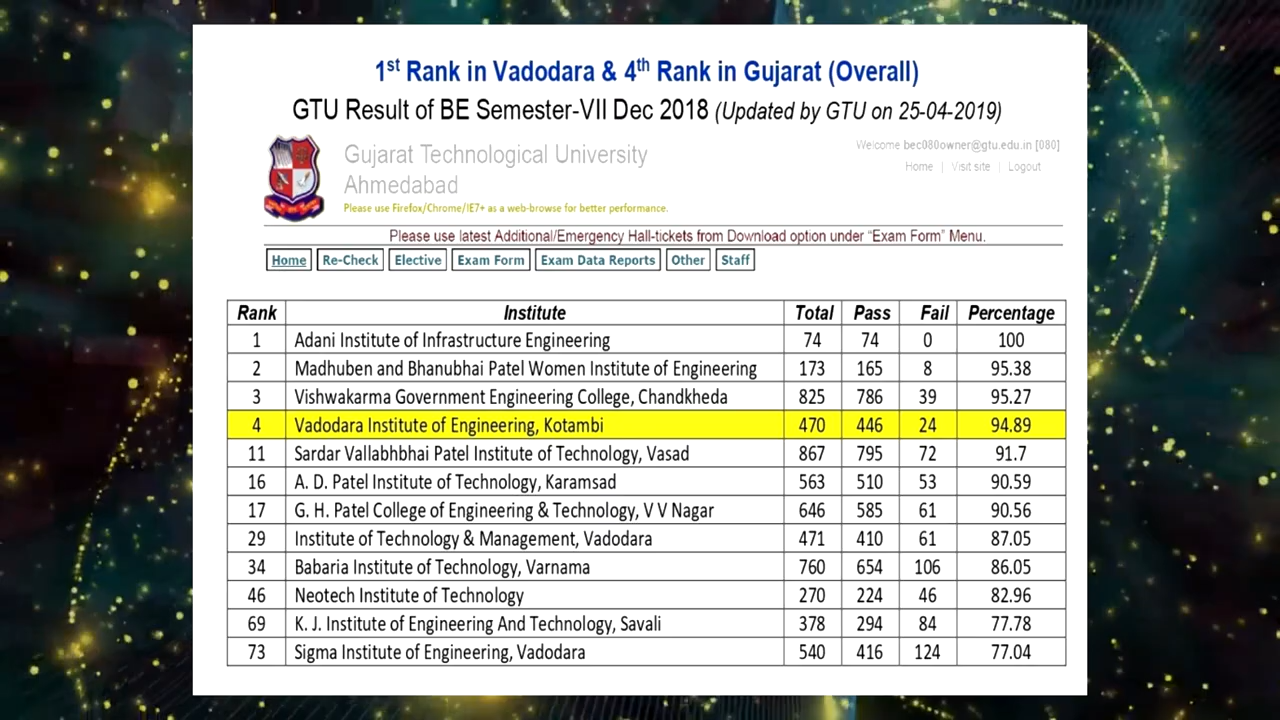 1st Rank in Vadodara & 4th Rank in Gujarat (Overall)
GTU Result of BE Semester-VII Dec 2018 (Updated by GTU on 25-04-2019)
Gujarat Technological University
Ahmedabad
Please use Firefox/Chrome/IE7+ as a web-browse for better performance.
Welcome bec080owner@gtu.edu.in [080]
Home | Visit site | Logout
Please use latest Additional/Emergency Hall-tickets from Download option under "Exam Form" Menu.
Home Re-Check Elective Exam Form Exam Data Reports Other Staff
Rank Institute Total Pass Fail Percentage
1 Adani Institute of Infrastructure Engineering 74 74 0 100
2 Madhuben and Bhanubhai Patel Women Institute of Engineering 173 165 8 95.38
3 Vishwakarma Government Engineering College, Chandkheda 825 786 39 95.27
4 Vadodara Institute of Engineering, Kotambi 470 446 24 94.89
11 Sardar Vallabhbhai Patel Institute of Technology, Vasad 867 795 72 91.7
16 A. D. Patel Institute of Technology, Karamsad 563 510 53 90.59
17 G. H. Patel College of Engineering & Technology, V V Nagar 646 585 61 90.56
29 Institute of Technology & Management, Vadodara 471 410 61 87.05
34 Babaria Institute of Technology, Varnama 760 654 106 86.05
46 Neotech Institute of Technology 270 224 46 82.96
69 K. J. Institute of Engineering And Technology, Savali 378 294 84 77.78
73 Sigma Institute of Engineering, Vadodara 540 416 124 77.04